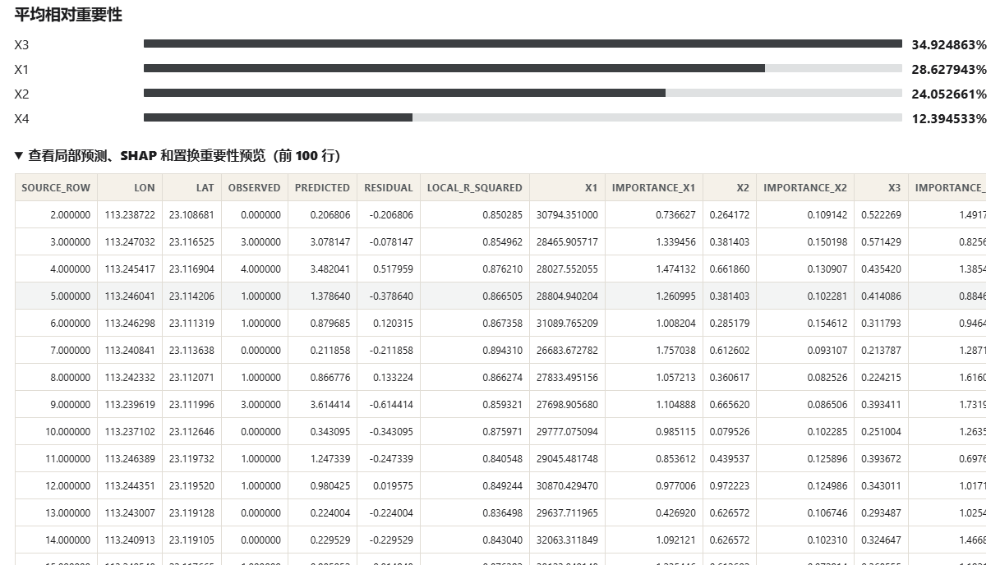 平均相对重要性
X3 34.924863%
X1 28.627943%
X2 24.052661%
X4 12.394533%
▼ 查看局部预测、SHAP 和置换重要性预览（前 100 行）
SOURCE_ROW LON LAT OBSERVED PREDICTED RESIDUAL LOCAL_R_SQUARED X1 IMPORTANCE_X1 X2 IMPORTANCE_X2 X3 IMPORTANCE_
2.000000 113.238722 23.108681 0.000000 0.206806 -0.206806 0.850285 30794.351000 0.736627 0.264172 0.109142 0.522269 1.4917
3.000000 113.247032 23.116525 3.000000 3.078147 -0.078147 0.854962 28465.905717 1.339456 0.381403 0.150198 0.571429 0.8256
4.000000 113.245417 23.116904 4.000000 3.482041 0.517959 0.876210 28027.552055 1.474132 0.661860 0.130907 0.435420 1.3854
5.000000 113.246041 23.114206 1.000000 1.378640 -0.378640 0.866505 28804.940204 1.260995 0.381403 0.102281 0.414086 0.8846
6.000000 113.246298 23.111319 1.000000 0.879685 0.120315 0.867358 31089.765209 1.008204 0.285179 0.154612 0.311793 0.9464
7.000000 113.240841 23.113638 0.000000 0.211858 -0.211858 0.894310 26683.672782 1.757038 0.612602 0.093107 0.213787 1.2871
8.000000 113.242332 23.112071 1.000000 0.866776 0.133224 0.866274 27833.495156 1.057213 0.360617 0.082526 0.224215 1.6160
9.000000 113.239619 23.111996 3.000000 3.614414 -0.614414 0.859321 27698.905680 1.104888 0.665620 0.086506 0.393411 1.7319
10.000000 113.237102 23.112646 0.000000 0.343095 -0.343095 0.875971 29777.075094 0.985115 0.079526 0.102285 0.251004 1.2635
11.000000 113.246389 23.119732 1.000000 1.247339 -0.247339 0.840548 29045.481748 0.853612 0.439537 0.125896 0.393672 0.6976
12.000000 113.244351 23.119520 1.000000 0.980425 0.019575 0.849244 30870.429470 0.977006 0.972223 0.124986 0.343011 1.0171
13.000000 113.243007 23.119128 0.000000 0.224004 -0.224004 0.836498 29637.711965 0.426920 0.626572 0.106746 0.293487 1.0254
14.000000 113.240913 23.119105 0.000000 0.229529 -0.229529 0.843040 32063.311849 1.092121 0.626572 0.102310 0.324647 1.4668